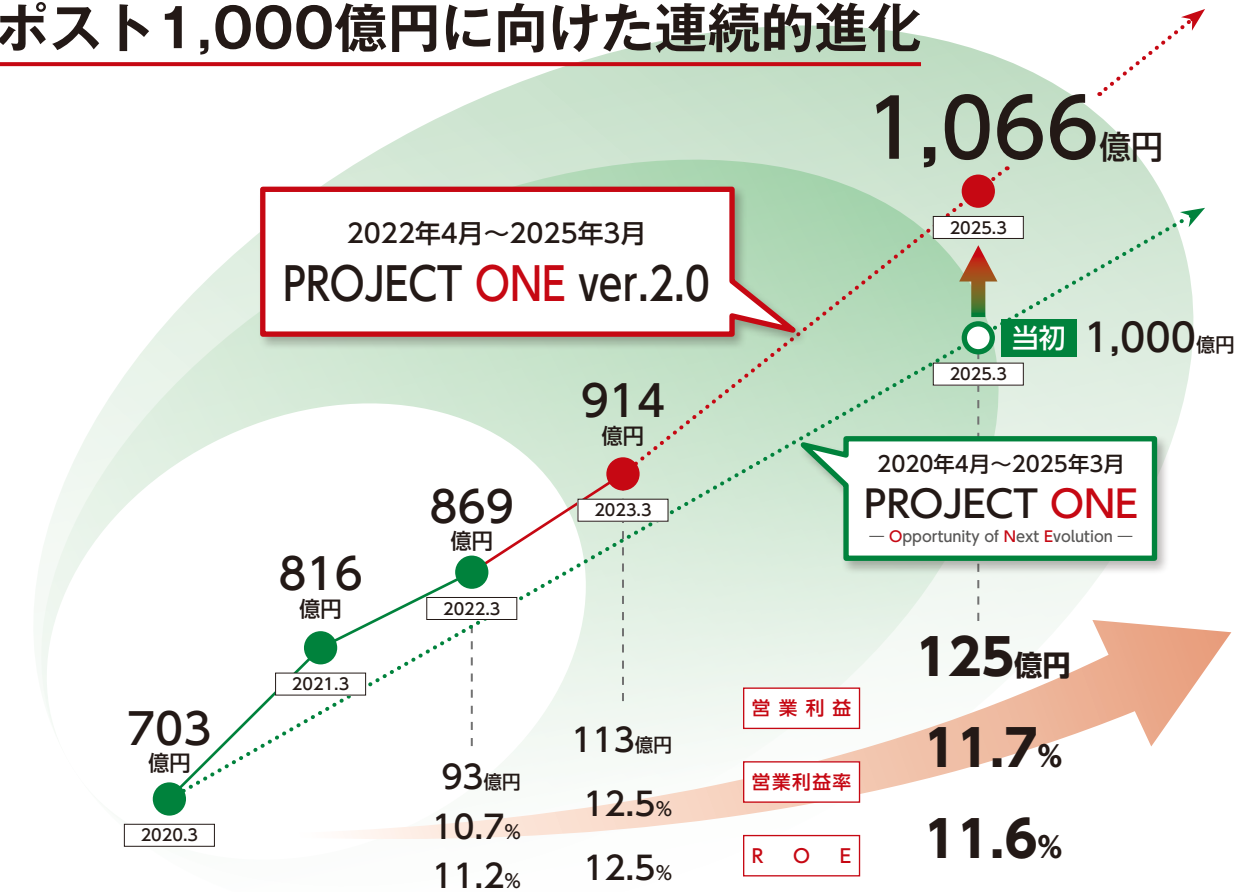 ポスト1,000億円に向けた連続的進化
1,066億円
2025.3
2022年4月～2025年3月
PROJECT ONE ver.2.0
当初 1,000億円
2025.3
914
億円
2023.3
2020年4月～2025年3月
PROJECT ONE
― Opportunity of Next Evolution ―
869
億円
2022.3
816
億円
2021.3
703
億円
2020.3
93億円
10.7%
11.2%
113億円
12.5%
12.5%
営業利益
営業利益率
ROE
125億円
11.7%
11.6%